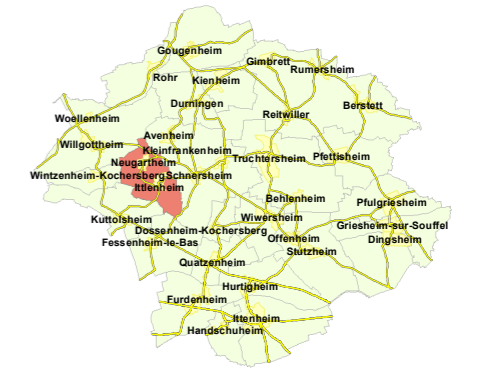 Gougenheim
Gimbrett
Rumersheim
Rohr
Kienheim
Durningen
Berstett
Woellenheim
Reitwiller
Avenheim
Willgottheim
Kleinfrankenheim
Neugartheim
Truchtersheim
Pfettisheim
Wintzenheim-Kochersberg
Schnersheim
Ittlenheim
Behlenheim
Pfulgriesheim
Kuttolsheim
Wiwersheim
Griesheim-sur-Souffel
Dossenheim-Kochersberg
Offenheim
Dingsheim
Fessenheim-le-Bas
Stutzheim
Quatzenheim
Hurtigheim
Furdenheim
Ittenheim
Handschuheim